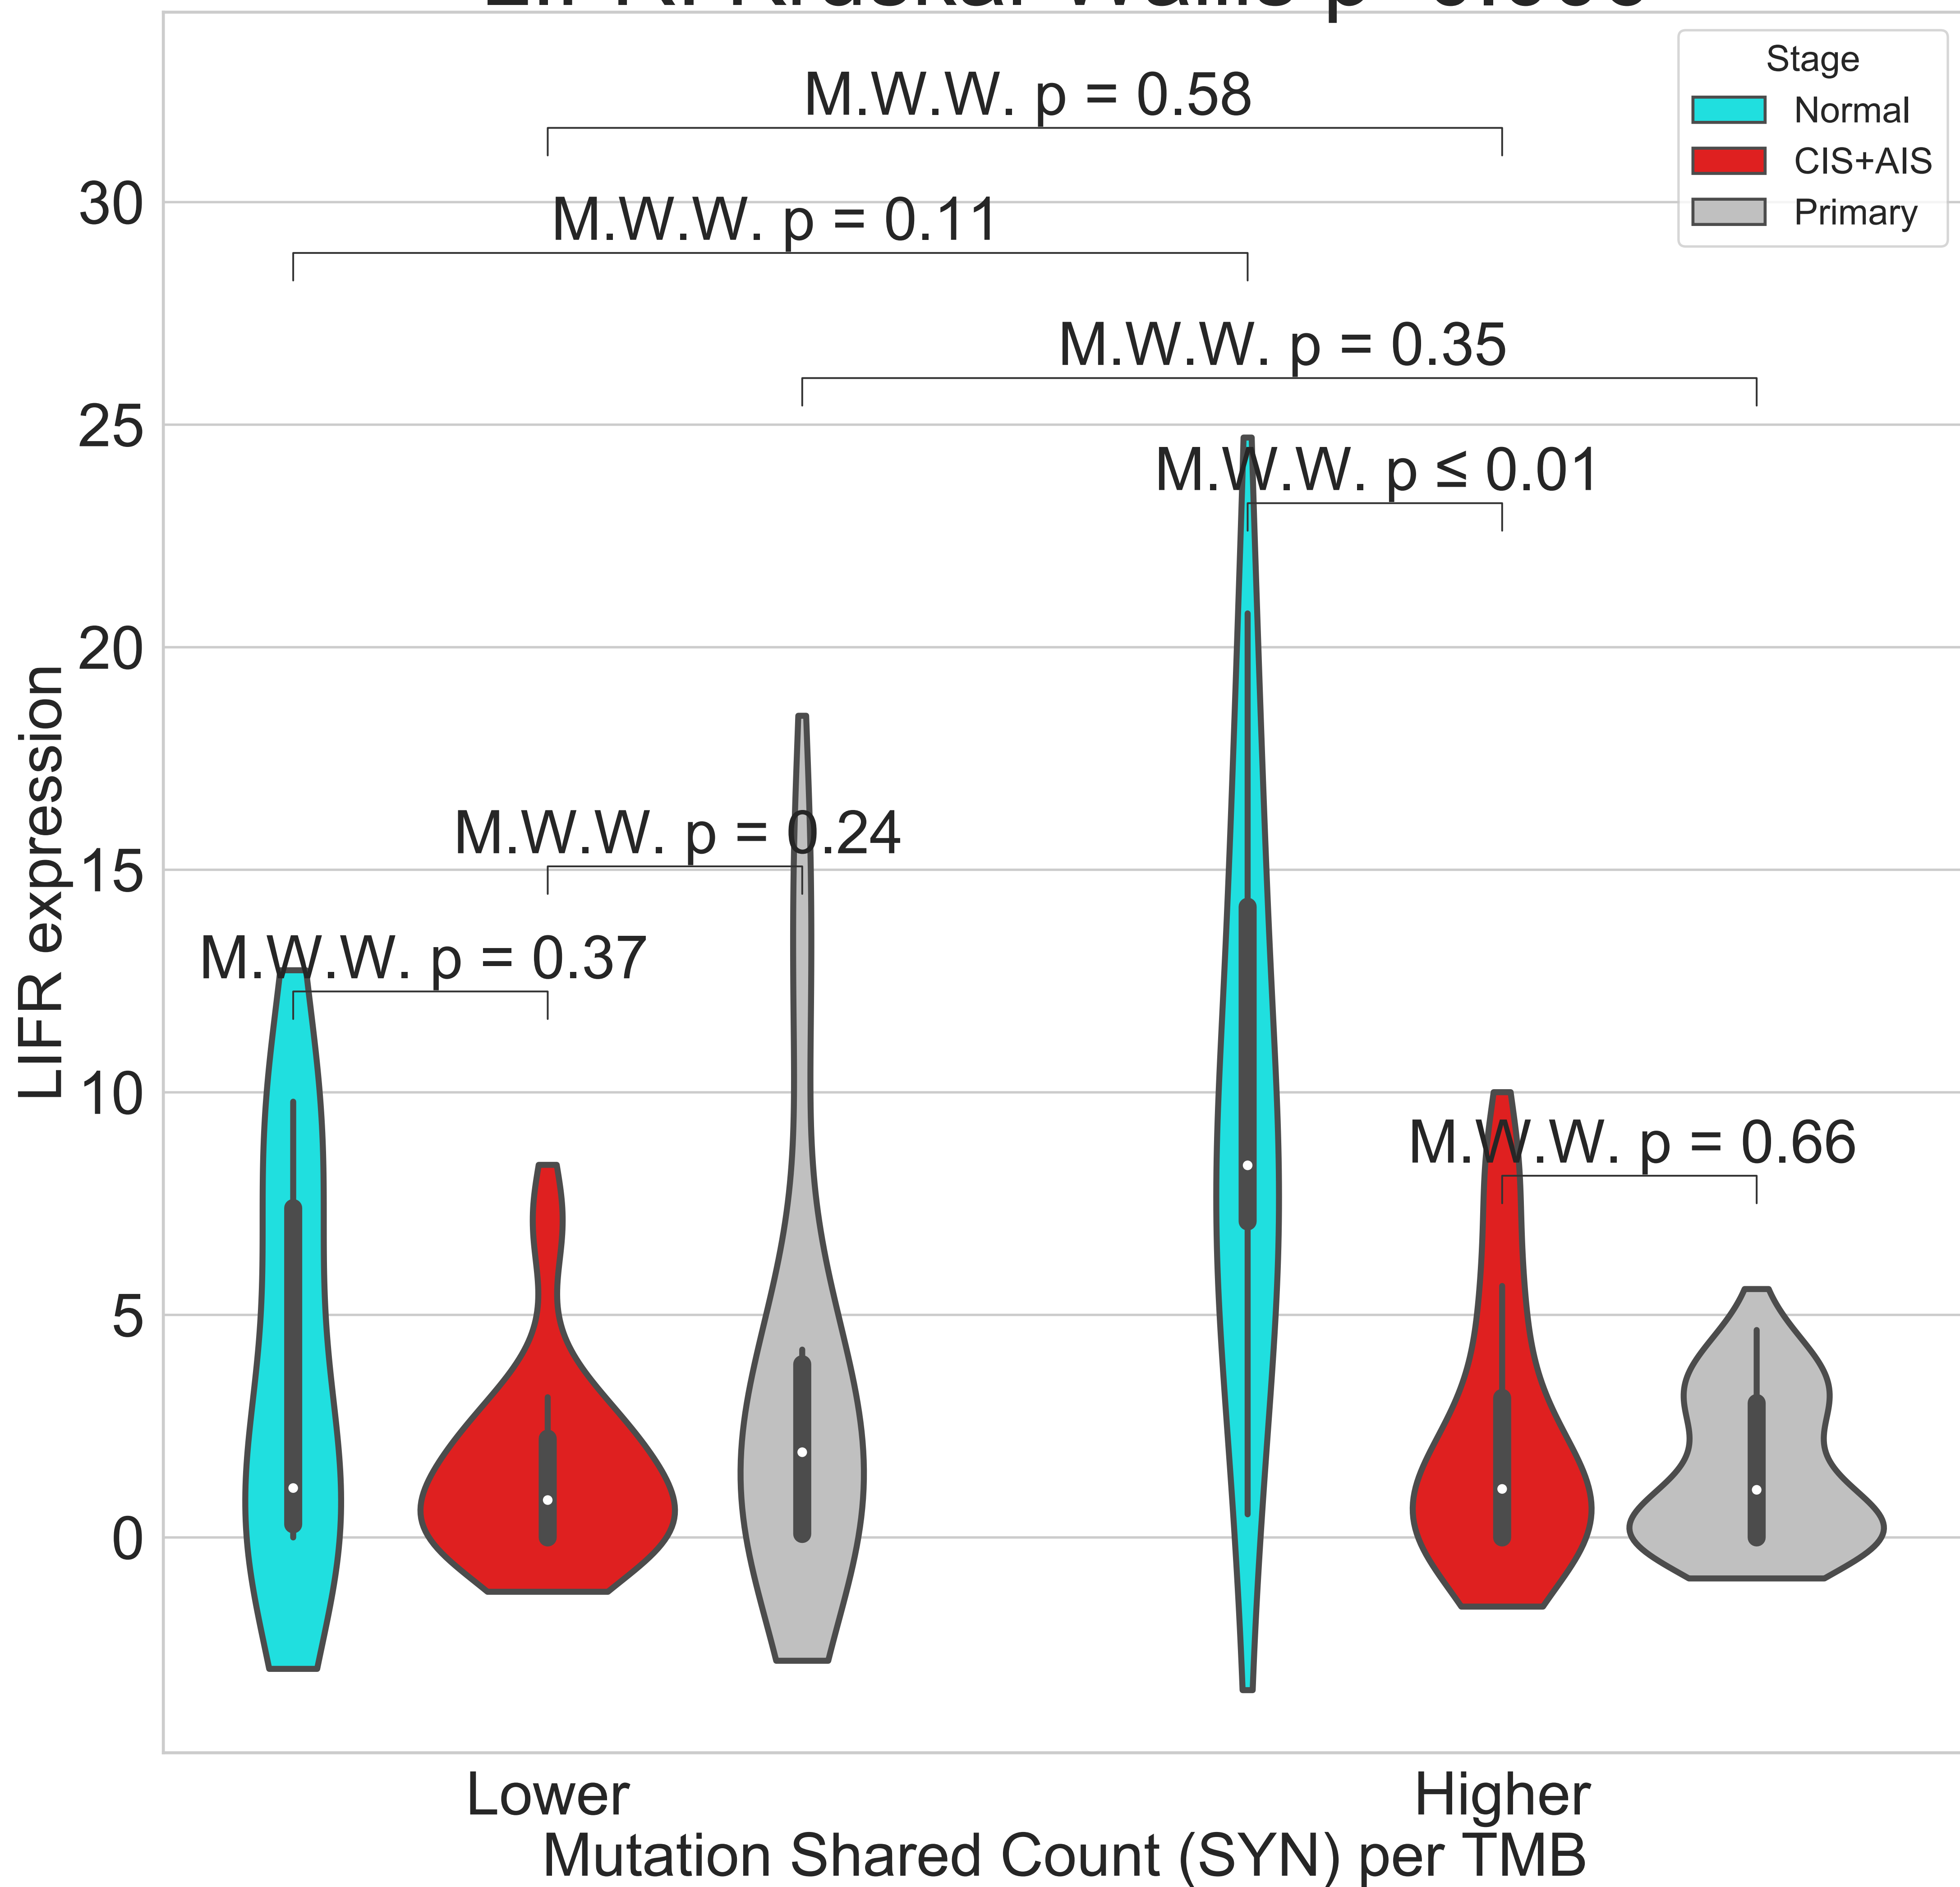 Stage
Normal
CIS+AIS
Primary
M.W.W. p = 0.58
M.W.W. p = 0.11
M.W.W. p = 0.35
M.W.W. p ≤ 0.01
M.W.W. p = 0.24
M.W.W. p = 0.37
M.W.W. p = 0.66
30
25
20
15
10
5
0
LIFR expression
Lower
Higher
Mutation Shared Count (SYN) per TMB